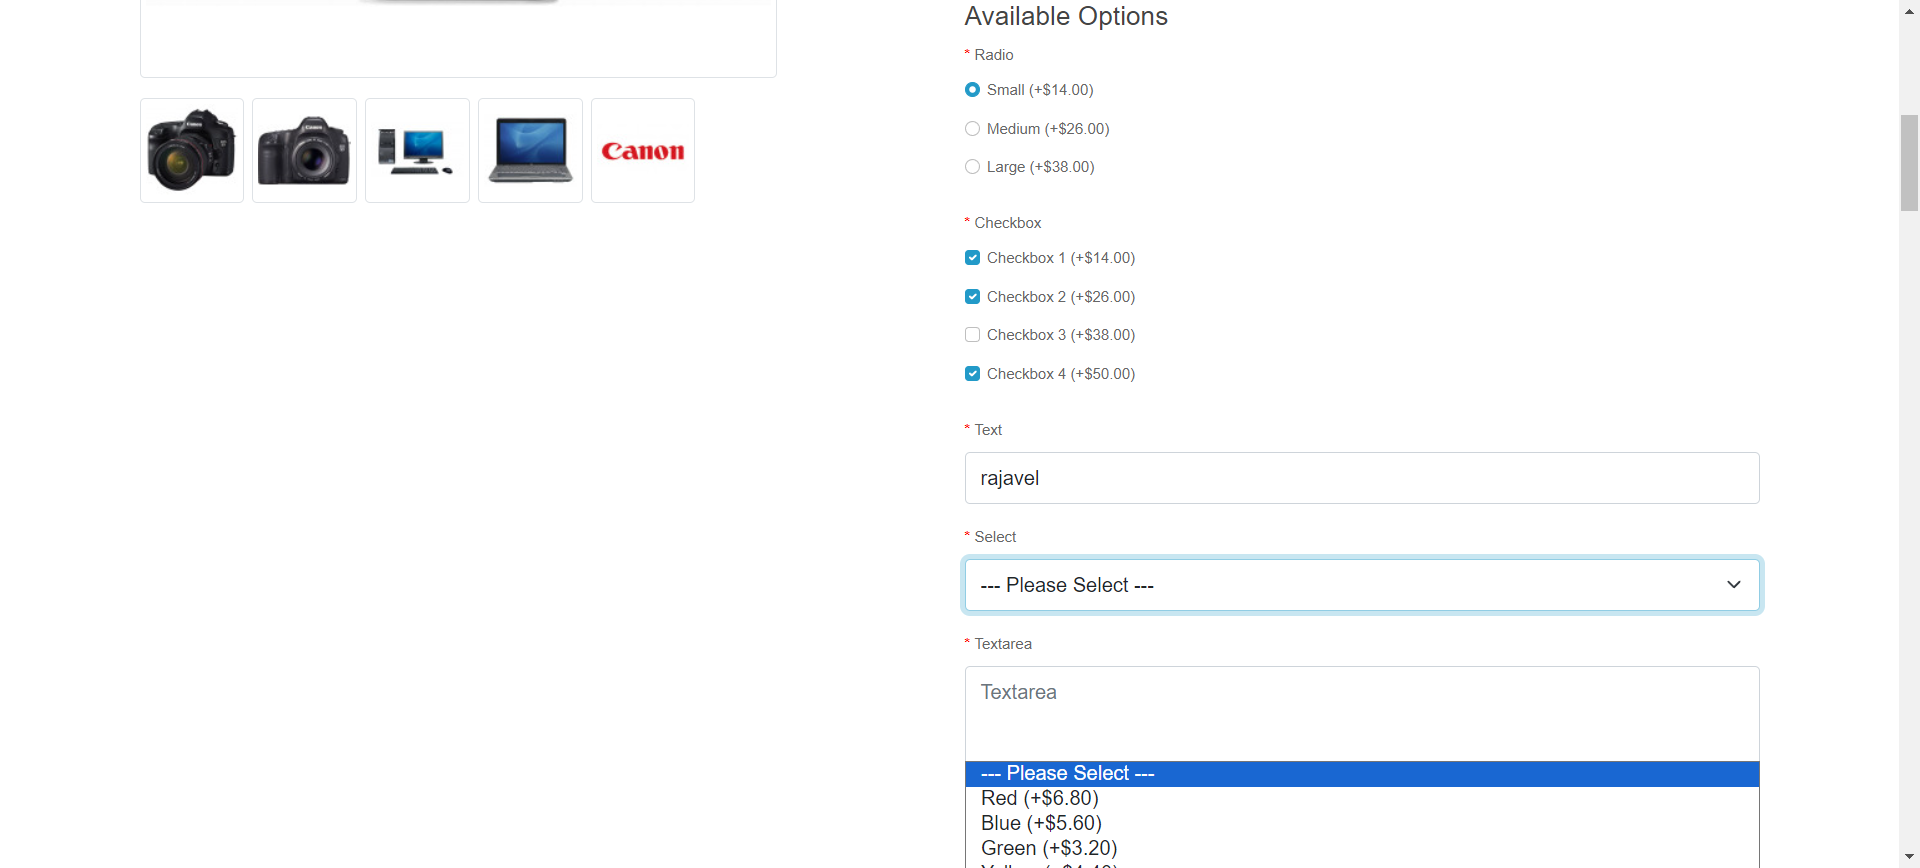 Available Options
* Radio
Small (+$14.00)
Medium (+$26.00)
Large (+$38.00)
Canon
* Checkbox
Checkbox 1 (+$14.00)
Checkbox 2 (+$26.00)
Checkbox 3 (+$38.00)
Checkbox 4 (+$50.00)
* Text
rajavel
* Select
--- Please Select ---
* Textarea
Textarea
--- Please Select ---
Red (+$6.80)
Blue (+$5.60)
Green (+$3.20)